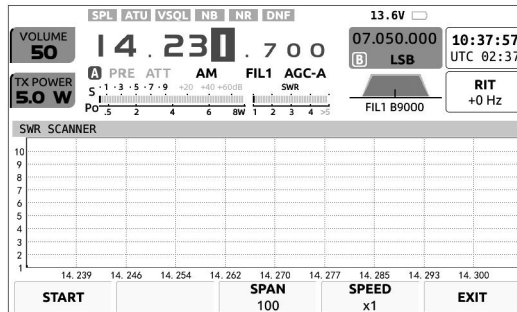 SPL ATU VSQL NB NR DNF 13.6V
VOLUME
50
14.231.700
07.050.000
B LSB
10:37:57
UTC 02:37
A PRE ATT AM FIL1 AGC-A
TX POWER
5.0 W
S 1 3 5 7 9 +20 +40 +60dB SWR
Po .5 2 4 6 8W 1 2 3 4 >5
FIL1 B9000
RIT
+0 Hz
SWR SCANNER
10
9
8
7
6
5
4
3
2
1
14.239 14.246 14.254 14.262 14.270 14.277 14.285 14.293 14.300
START SPAN SPEED EXIT
100 x1